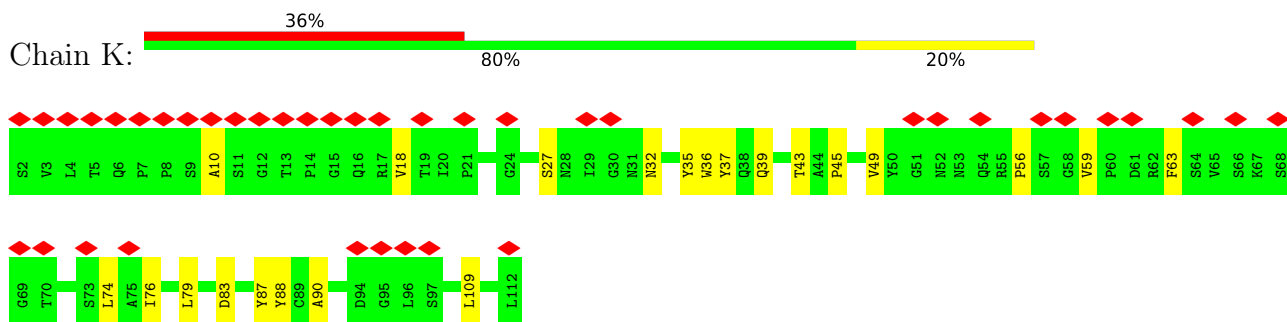 36%
Chain K:
80% 20%
S2 V3 L4 T5 Q6 P7 P8 S9 A10 S11 G12 T13 P14 G15 Q16 R17 V18 T19 I20 P21 G24 S27 N28 I29 G30 N31 N32 Y35 W36 Y37 Q38 Q39 T43 A44 P45 V49 Y50 G51 N52 N53 Q54 R55 P56 S57 G58 V59 P60 D61 R62 F63 S64 V65 S66 K67 S68
G69 T70 S73 L74 A75 I76 L79 D83 Y87 Y88 C89 A90 D94 G95 L96 S97 L109 L112